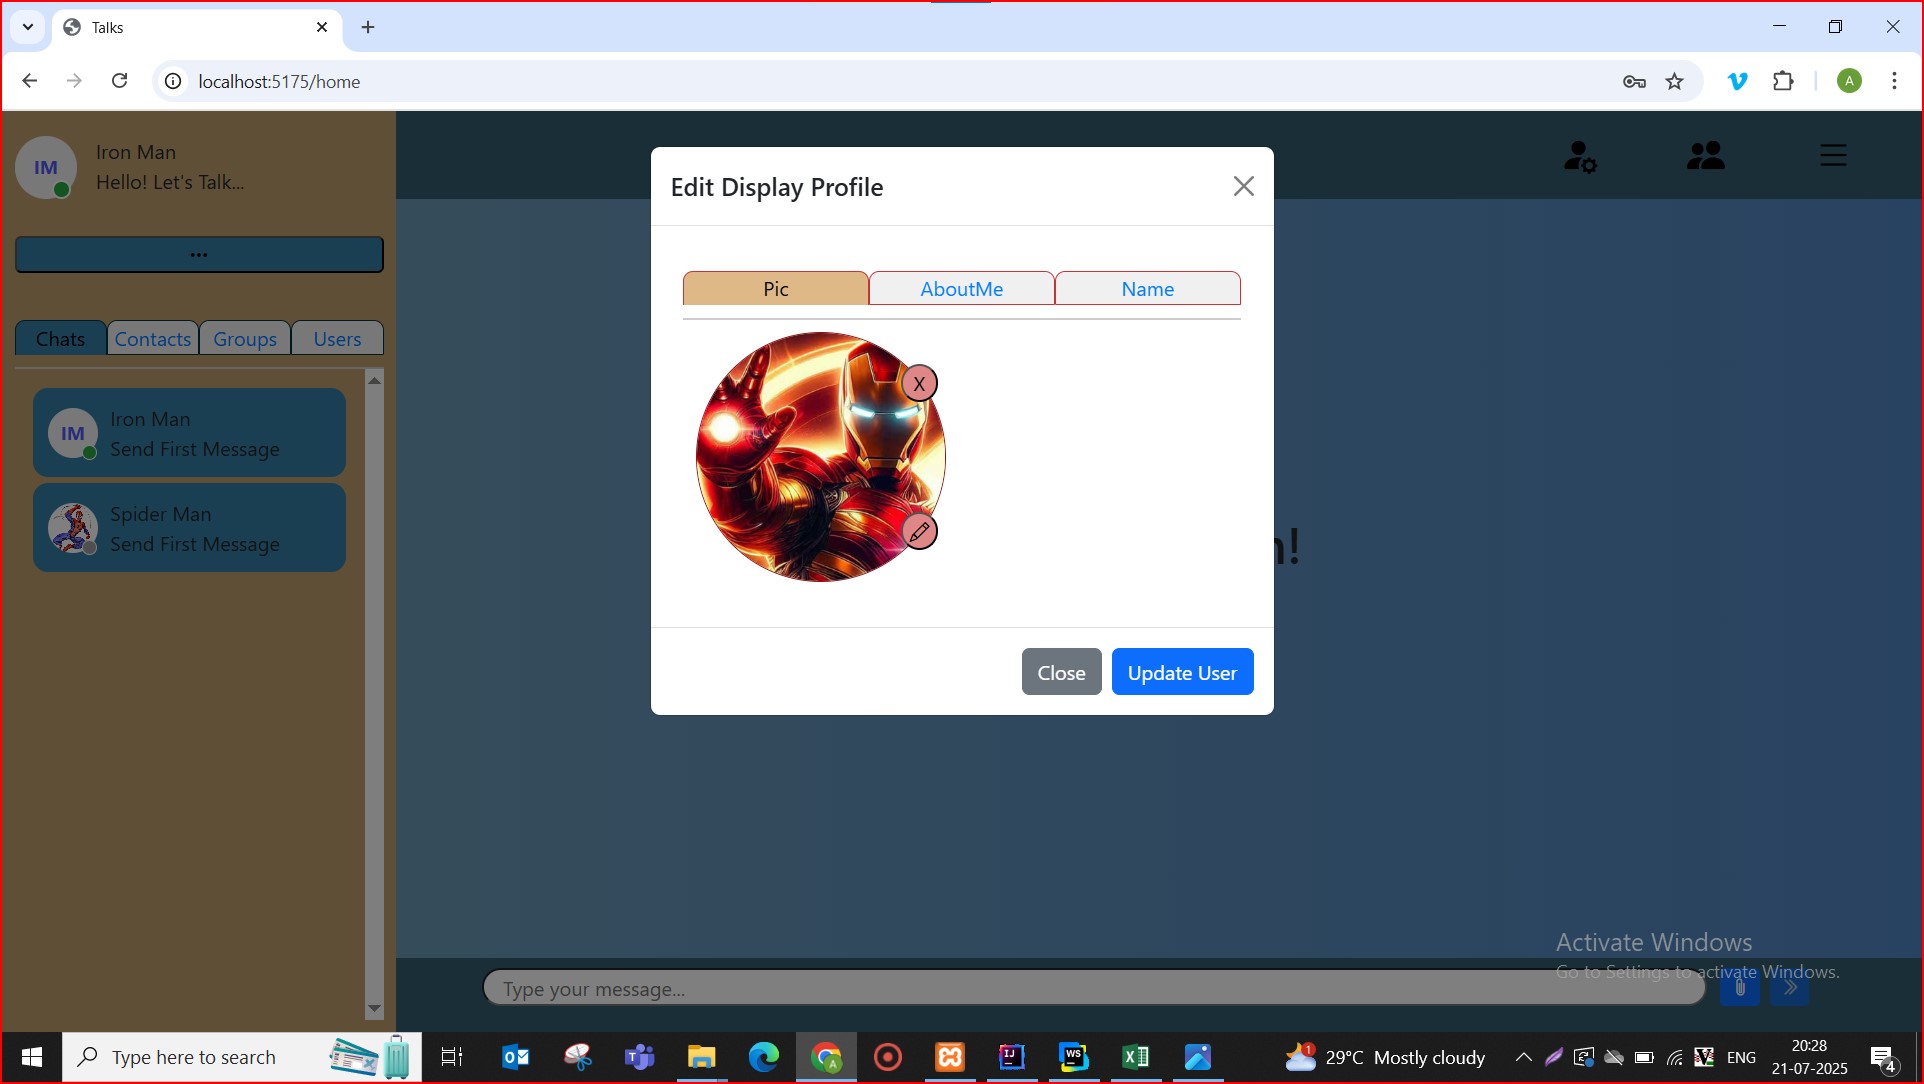 Talks
localhost:5175/home
A
IM
Iron Man
Hello! Let's Talk...
...
Chats
Contacts
Groups
Users
IM
Iron Man
Send First Message
Spider Man
Send First Message
Edit Display Profile
Pic
AboutMe
Name
X
Close
Update User
!
Type your message...
Activate Windows
Go to Settings to activate Windows.
Type here to search
A
IJ
WS
1
29°C Mostly cloudy
ENG
20:28
21-07-2025
4